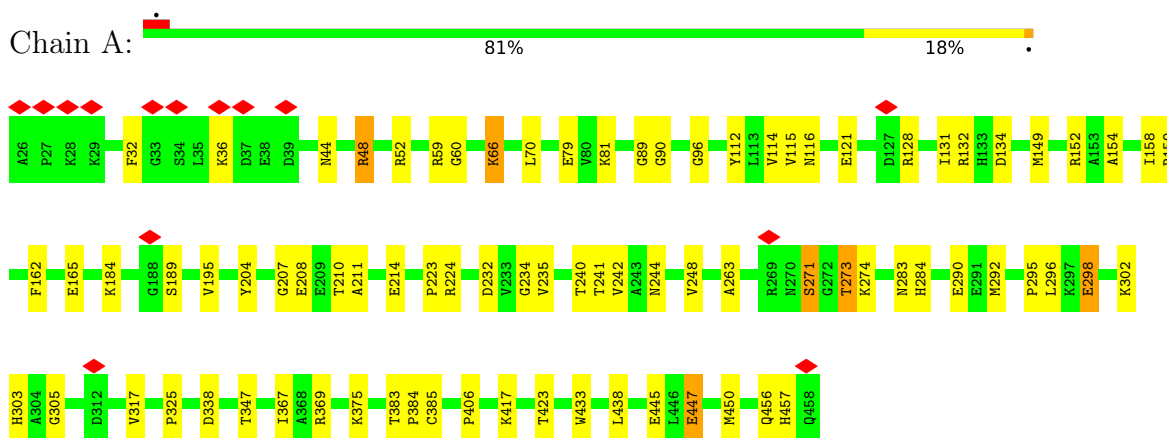 Chain A:
81% 18%
A26 P27 K28 K29 F32 G33 S34 L35 K36 D37 E38 D39 N44 R48 R52 R59 G60 K66 L70 E79 V80 K81 G89 G90 G96 Y112 L113 V114 V115 N116 E121 D127 R128 I131 R132 H133 D134 M149 R152 A153 A154 I158
F162 E165 K184 G188 S189 V195 Y204 G207 E208 E209 T210 A211 E214 P223 R224 D232 V233 G234 V235 T240 T241 V242 A243 N244 V248 A263 R269 N270 S271 G272 T273 K274 N283 H284 E290 E291 M292 P295 L296 K297 E298 K302
H303 A304 G305 D312 V317 P325 D338 T347 I367 A368 R369 K375 T383 P384 C385 P406 K417 T423 W433 L438 E445 L446 E447 M450 Q456 H457 Q458